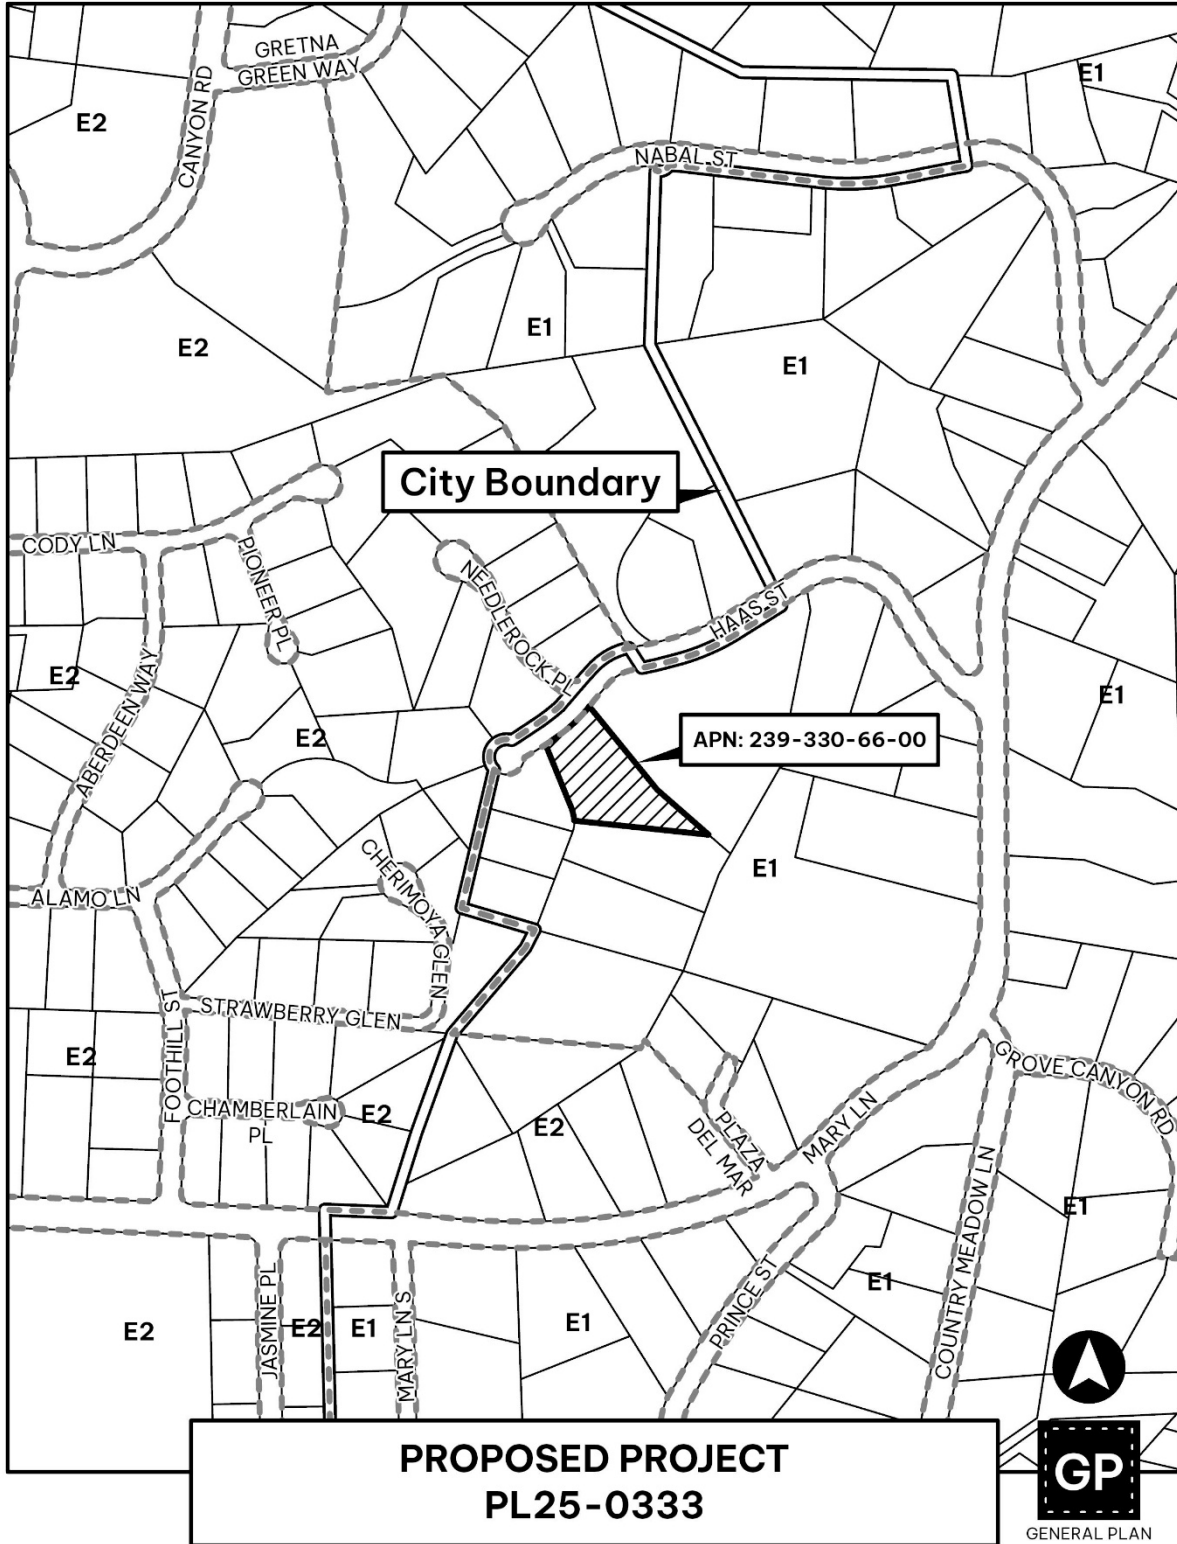 GRETNA
GREEN WAY
E1
CANYON RD
E2
NABAL ST
E1
E2
E1
City Boundary
CODY LN
PIONEER PL
NEEDLEROCK PL
HAAS ST
E2
ABERDEEN WAY
E1
E2
APN: 239-330-66-00
CHERIMOYA GLEN
E1
ALAMO LN
STRAWBERRY GLEN
E2
FOOTHILL ST
GROVE CANYON RD
CHAMBERLAIN
PL
E2
E2
PLAZA
DEL MAR
MARY LN
E1
COUNTRY MEADOW LN
E1
PRINCE ST
E2
JASMINE PL
E2
E1
MARY LN S
E1
PROPOSED PROJECT
PL25-0333
GP
GENERAL PLAN